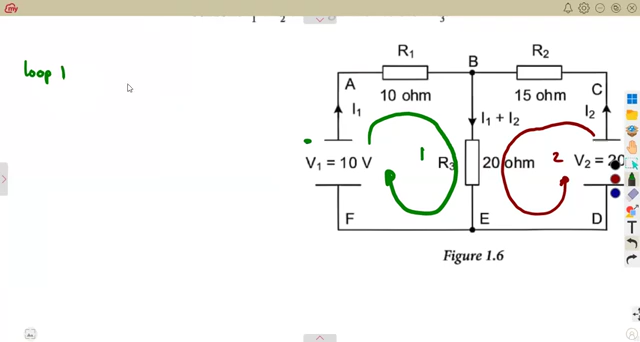 my
1 2 3
loop 1
R1 B R2
A C
10 ohm 15 ohm
I1 I1 + I2 I2
V1 = 10 V 1 R3 20 ohm 2 V2 = 20
F E D
T
Figure 1.6